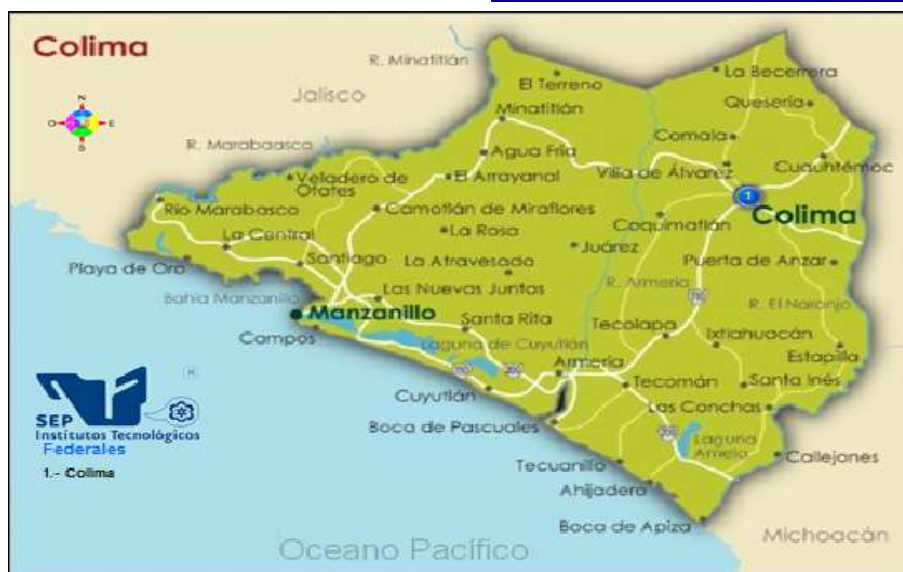 Colima
R. Minatitlán
La Becerrera
El Terreno
Jalisco
Quesería
Minatitlán
N
O E
S
Comala
R. Marabasco
Agua Fría
Cuauhtémoc
Velladero de
Otates
El Arrayanal
Villa de Álvarez
1
Río Marabasco
Camotlán de Miraflores
Coquimatlán
Colima
La Rosa
La Central
Juárez
Playa de Oro
Santiago
La Atravesada
Puerta de Anzar
R. Armería
Bahía Manzanillo
Las Nuevas Juntas
R. El Naranjo
Manzanillo
Santa Rita
Tecolapa
Ixtlahuacán
Campos
Laguna de Cuyutlán
Estapilla
Armería
200
Tecomán
Santa Inés
Cuyutlán
Las Conchas
SEP
Institutos Tecnológicos
Federales
Boca de Pascuales
Laguna
Amela
Callejones
1.- Colima
Tecuanillo
Ahijadera
Boca de Apiza
Michoacán
Oceano Pacífico